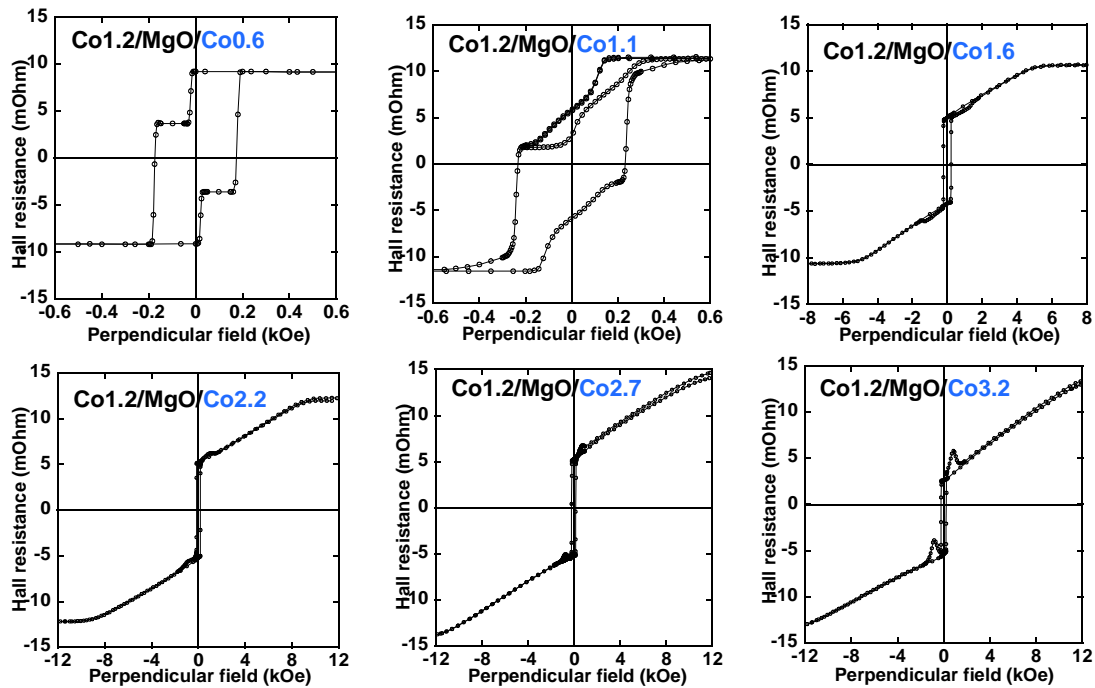 Co1.2/MgO/Co0.6
Hall resistance (mOhm)
15
10
5
0
-5
-10
-15
-0.6 -0.4 -0.2 0 0.2 0.4 0.6
Perpendicular field (kOe)
Co1.2/MgO/Co1.1
Hall resistance (mOhm)
15
10
5
0
-5
-10
-15
-0.6 -0.4 -0.2 0 0.2 0.4 0.6
Perpendicular field (kOe)
Co1.2/MgO/Co1.6
Hall resistance (mOhm)
15
10
5
0
-5
-10
-15
-8 -6 -4 -2 0 2 4 6 8
Perpendicular field (kOe)
Co1.2/MgO/Co2.2
Hall resistance (mOhm)
15
10
5
0
-5
-10
-15
-12 -8 -4 0 4 8 12
Perpendicular field (kOe)
Co1.2/MgO/Co2.7
Hall resistance (mOhm)
15
10
5
0
-5
-10
-15
-12 -8 -4 0 4 8 12
Perpendicular field (kOe)
Co1.2/MgO/Co3.2
Hall resistance (mOhm)
15
10
5
0
-5
-10
-15
-12 -8 -4 0 4 8 12
Perpendicular field (kOe)